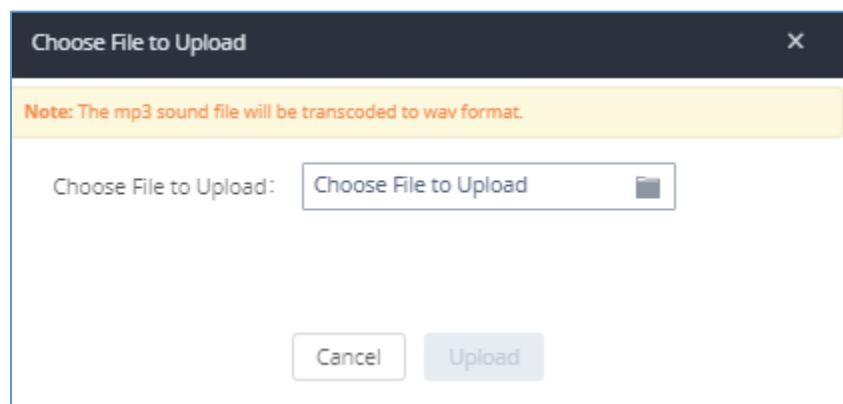 Choose File to Upload
Note: The mp3 sound file will be transcoded to wav format.
Choose File to Upload: Choose File to Upload
Cancel Upload